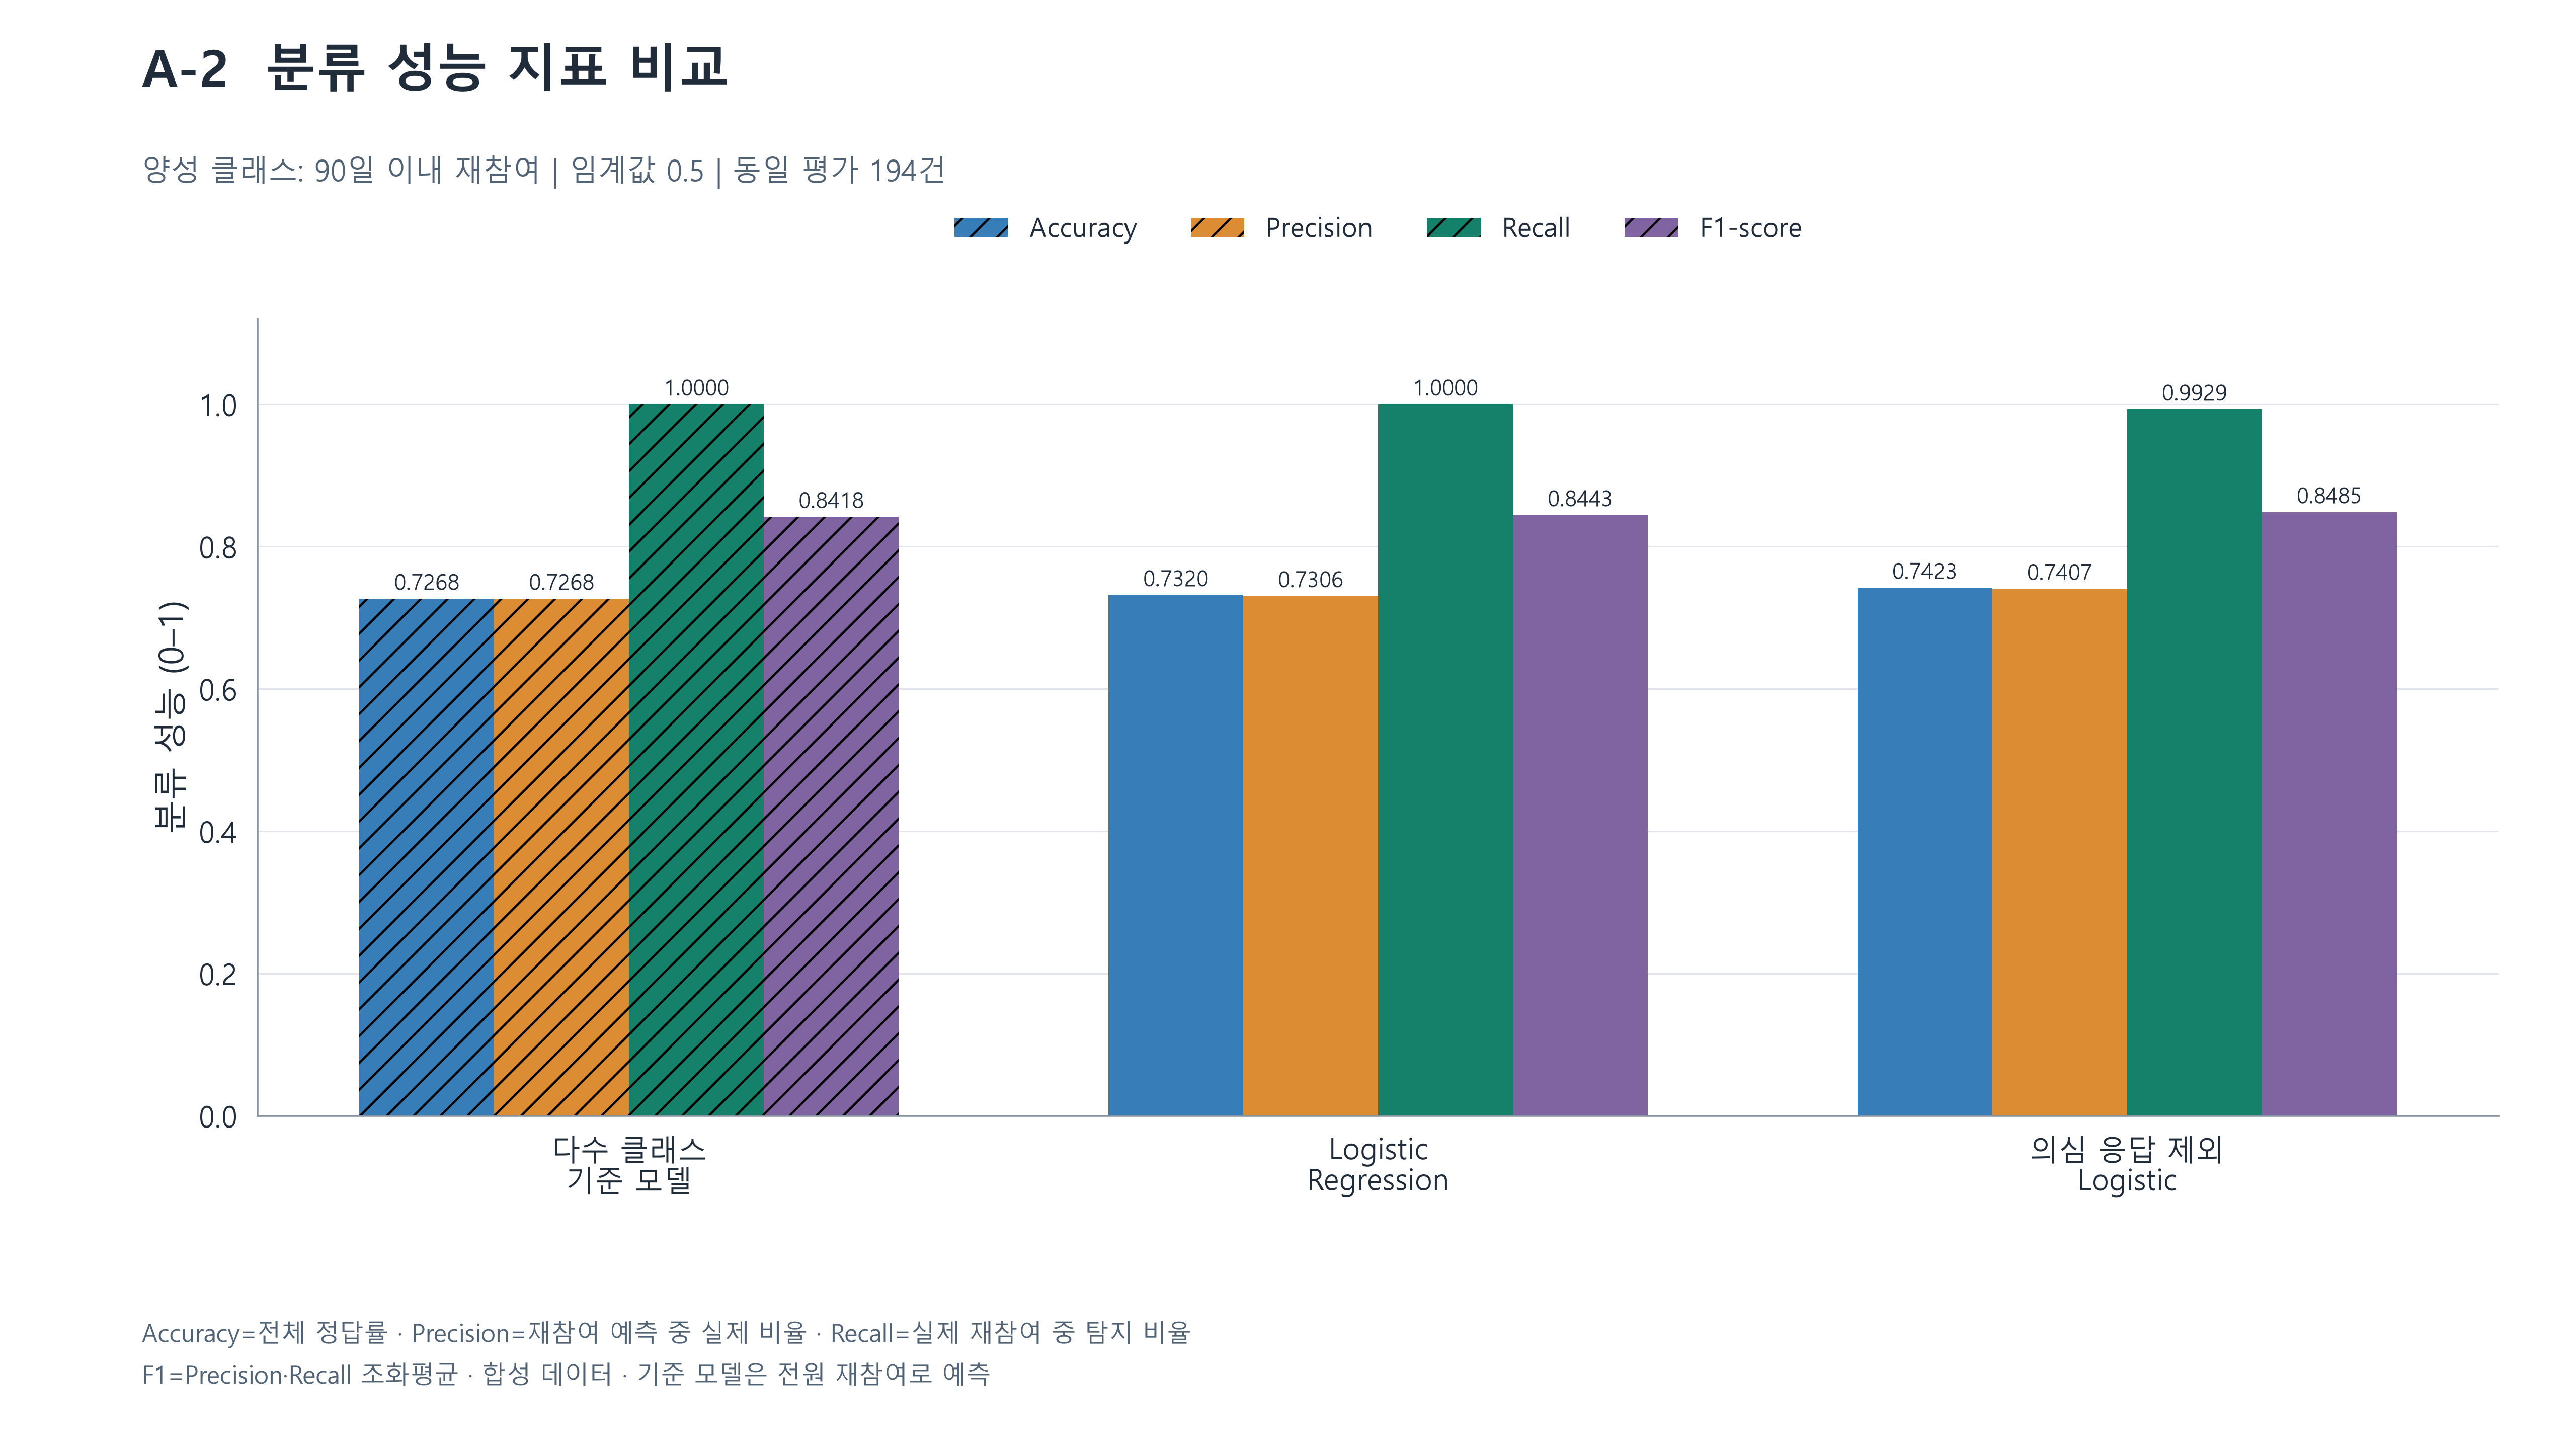 A-2 분류 성능 지표 비교
양성 클래스: 90일 이내 재참여 | 임계값 0.5 | 동일 평가 194건
Accuracy Precision Recall F1-score
분류 성능 (0–1)
1.0
0.8
0.6
0.4
0.2
0.0
0.7268 0.7268 1.0000 0.8418
0.7320 0.7306 1.0000 0.8443
0.7423 0.7407 0.9929 0.8485
다수 클래스
기준 모델
Logistic
Regression
의심 응답 제외
Logistic
Accuracy=전체 정답률 · Precision=재참여 예측 중 실제 비율 · Recall=실제 재참여 중 탐지 비율
F1=Precision·Recall 조화평균 · 합성 데이터 · 기준 모델은 전원 재참여로 예측